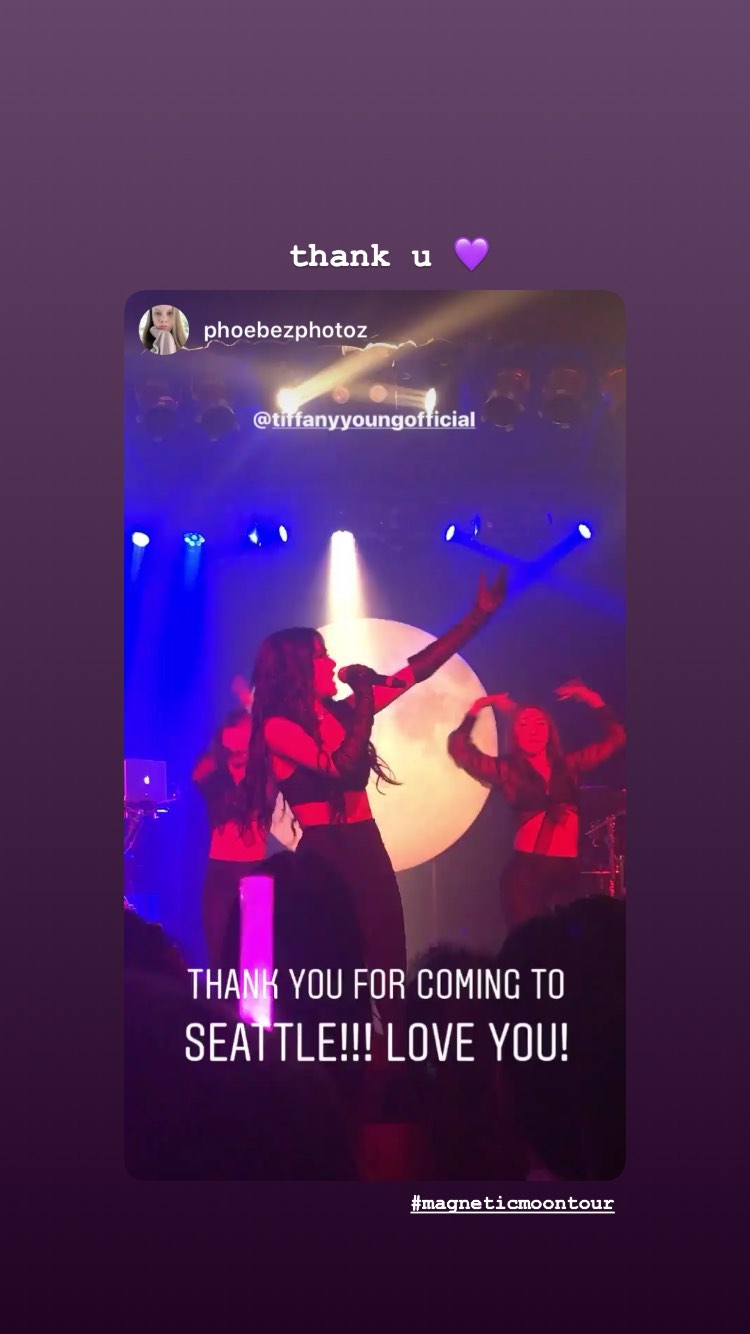 thank u 💜
phoebezphotoz
@tiffanyyoungofficial
THANK YOU FOR COMING TO
SEATTLE!!! LOVE YOU!
#magneticmoontour